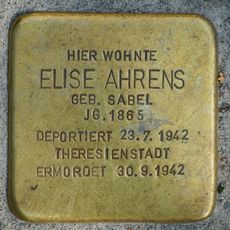 HIER WOHNTE
ELISE AHRENS
GEB. SABEL
JG. 1865
DEPORTIERT 23.7.1942
THERESIENSTADT
ERMORDET 30.9.1942